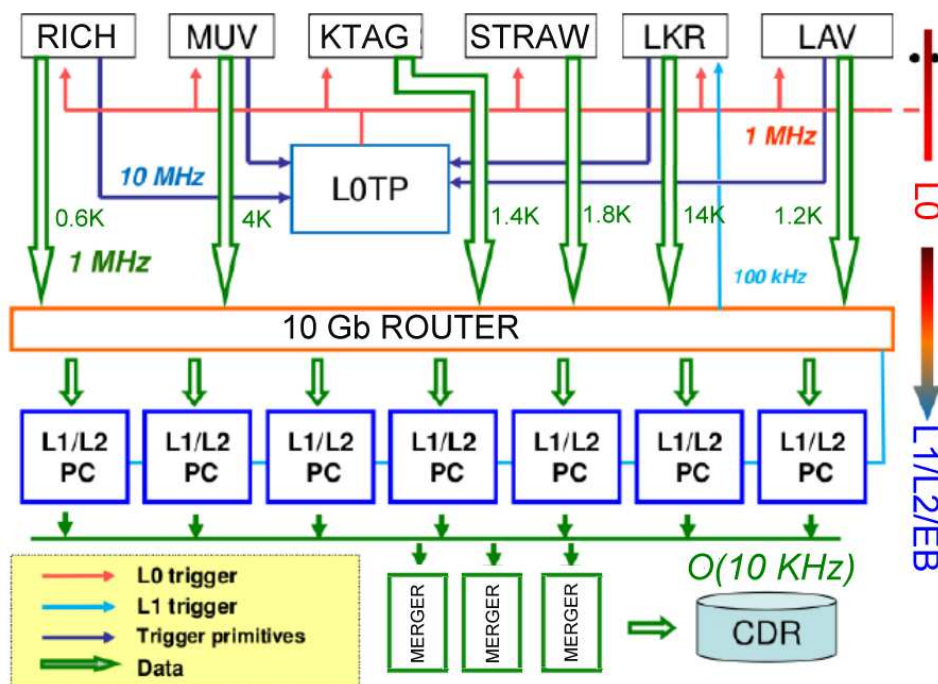 RICH
MUV
KTAG
STRAW
LKR
LAV
1 MHz
10 MHz
L0TP
L0
0.6K
4K
1.4K
1.8K
14K
1.2K
1 MHz
100 kHz
10 Gb ROUTER
L1/L2
PC
L1/L2
PC
L1/L2
PC
L1/L2
PC
L1/L2
PC
L1/L2
PC
L1/L2
PC
L1/L2/EB
L0 trigger
L1 trigger
Trigger primitives
Data
MERGER
MERGER
MERGER
O(10 KHz)
CDR